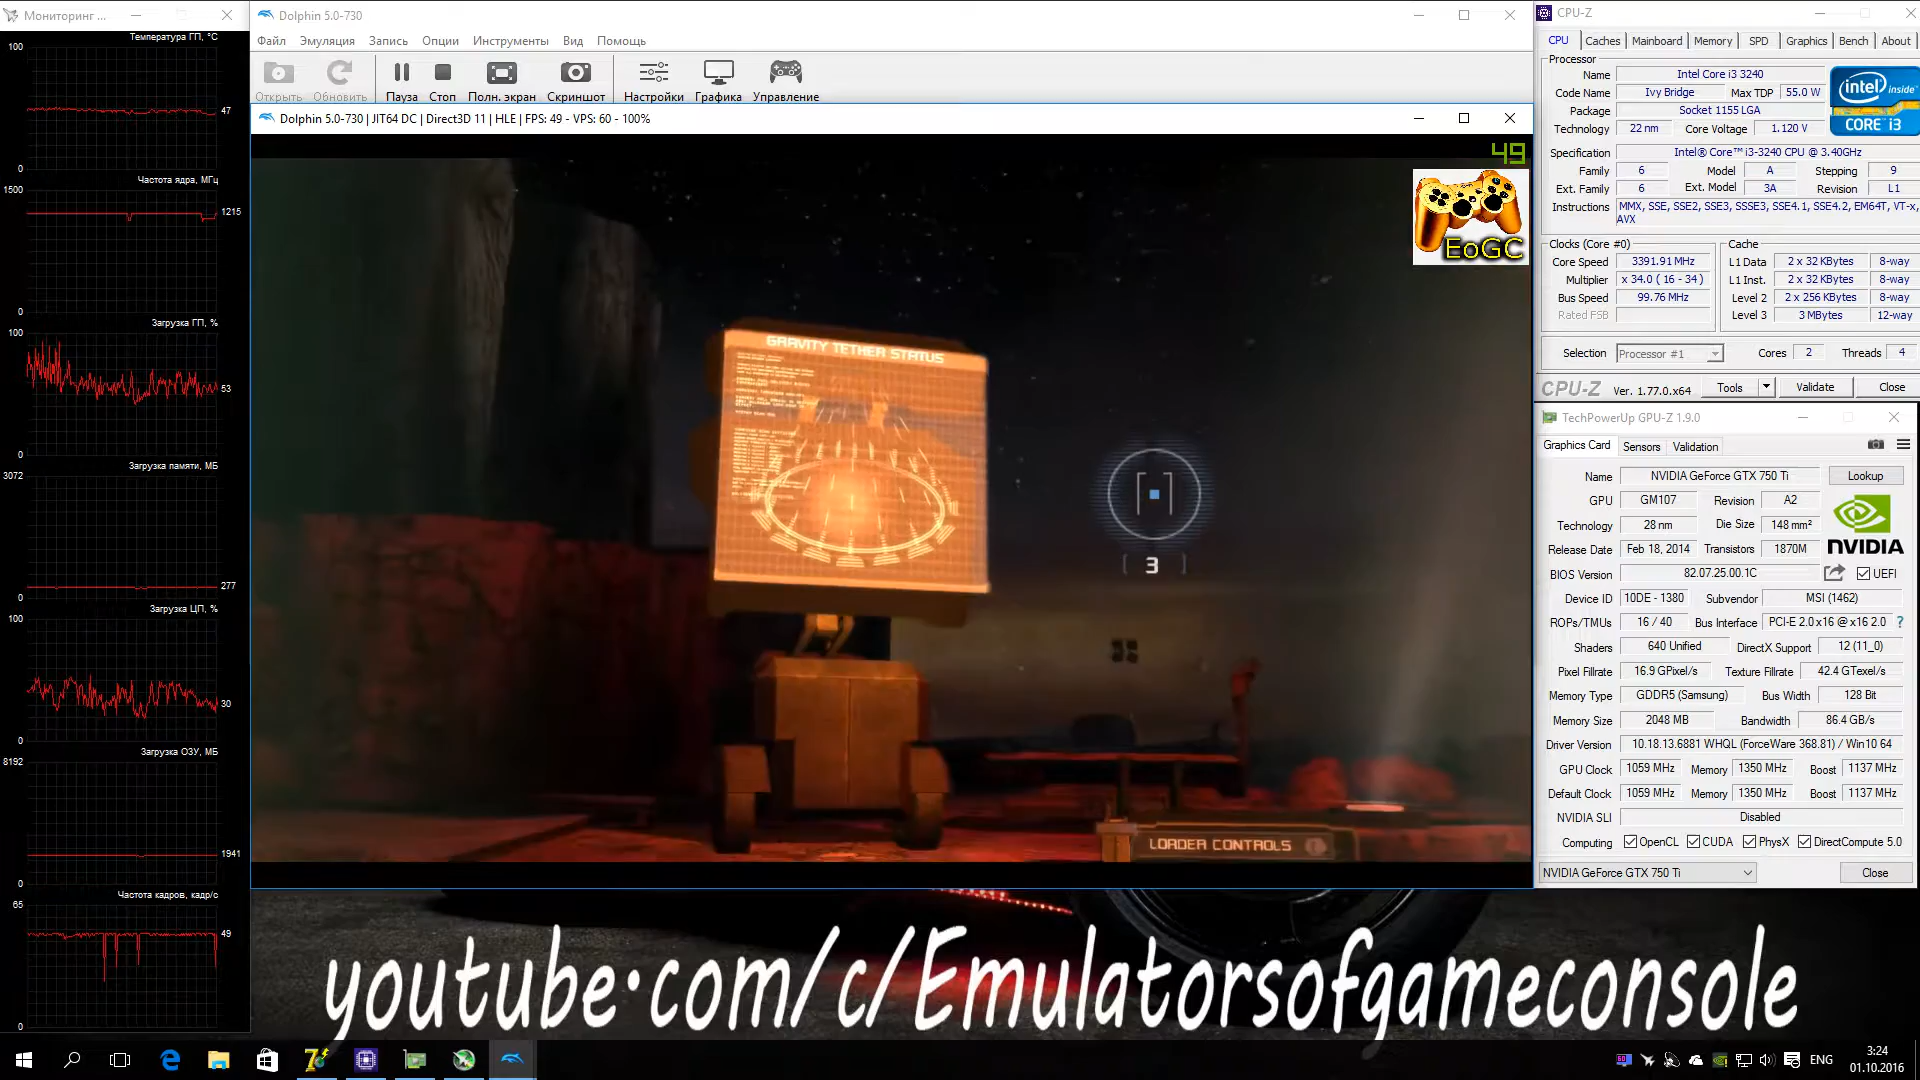 Мониторинг ...
Температура ГП, °C
100
47
0
Частота ядра, МГц
1500
1215
0
Загрузка ГП, %
100
53
0
Загрузка памяти, МБ
3072
277
0
Загрузка ЦП, %
100
30
0
Загрузка ОЗУ, МБ
8192
1941
0
Частота кадров, кадр/с
65
49
0
Dolphin 5.0-730
Файл Эмуляция Запись Опции Инструменты Вид Помощь
Открыть Обновить Пауза Стоп Полн. экран Скриншот Настройки Графика Управление
Dolphin 5.0-730 | JIT64 DC | Direct3D 11 | HLE | FPS: 49 - VPS: 60 - 100%
49
EoGC
GRAVITY TETHER STATUS
3
LOADER CONTROLS
CPU-Z
CPU Caches Mainboard Memory SPD Graphics Bench About
Processor
Name Intel Core i3 3240
Code Name Ivy Bridge Max TDP 55.0 W
Package Socket 1155 LGA
Technology 22 nm Core Voltage 1.120 V
intel inside™
CORE i3
Specification Intel® Core™ i3-3240 CPU @ 3.40GHz
Family 6 Model A Stepping 9
Ext. Family 6 Ext. Model 3A Revision L1
Instructions MMX, SSE, SSE2, SSE3, SSSE3, SSE4.1, SSE4.2, EM64T, VT-x,
AVX
Clocks (Core #0) Cache
Core Speed 3391.91 MHz L1 Data 2 x 32 KBytes 8-way
Multiplier x 34.0 ( 16 - 34 ) L1 Inst. 2 x 32 KBytes 8-way
Bus Speed 99.76 MHz Level 2 2 x 256 KBytes 8-way
Rated FSB Level 3 3 MBytes 12-way
Selection Processor #1 Cores 2 Threads 4
CPU-Z Ver. 1.77.0.x64 Tools Validate Close
TechPowerUp GPU-Z 1.9.0
Graphics Card Sensors Validation
Name NVIDIA GeForce GTX 750 Ti Lookup
GPU GM107 Revision A2
Technology 28 nm Die Size 148 mm²
Release Date Feb 18, 2014 Transistors 1870M
NVIDIA
BIOS Version 82.07.25.00.1C UEFI
Device ID 10DE - 1380 Subvendor MSI (1462)
ROPs/TMUs 16 / 40 Bus Interface PCI-E 2.0 x16 @ x16 2.0 ?
Shaders 640 Unified DirectX Support 12 (11_0)
Pixel Fillrate 16.9 GPixel/s Texture Fillrate 42.4 GTexel/s
Memory Type GDDR5 (Samsung) Bus Width 128 Bit
Memory Size 2048 MB Bandwidth 86.4 GB/s
Driver Version 10.18.13.6881 WHQL (ForceWare 368.81) / Win10 64
GPU Clock 1059 MHz Memory 1350 MHz Boost 1137 MHz
Default Clock 1059 MHz Memory 1350 MHz Boost 1137 MHz
NVIDIA SLI Disabled
Computing OpenCL CUDA PhysX DirectCompute 5.0
NVIDIA GeForce GTX 750 Ti Close
youtube.com/c/Emulatorsofgameconsole
ENG
3:24
01.10.2016